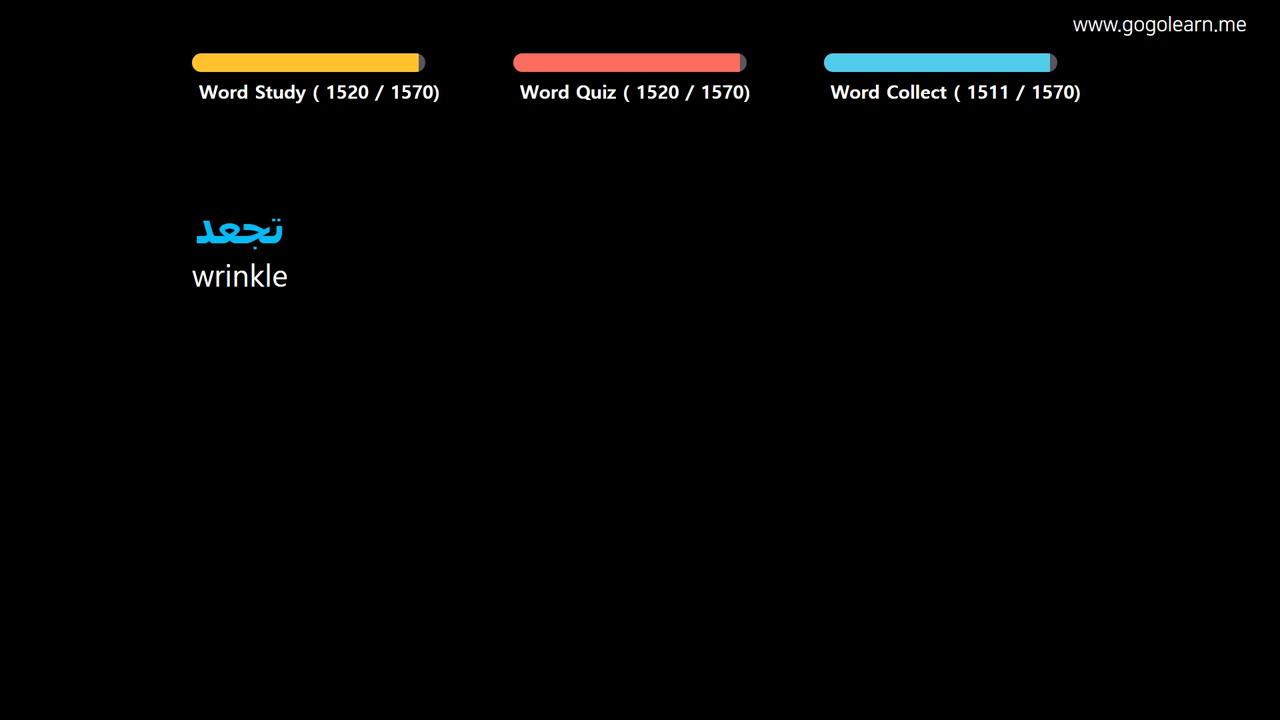 www.gogolearn.me
Word Study ( 1520 / 1570)
Word Quiz ( 1520 / 1570)
Word Collect ( 1511 / 1570)
تجعد
wrinkle